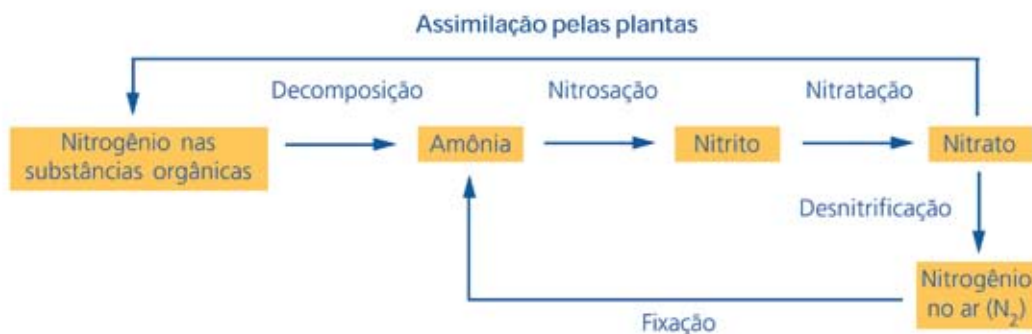 Assimilação pelas plantas
Decomposição
Nitrosação
Nitratação
Nitrogênio nas
substâncias orgânicas
Amônia
Nitrito
Nitrato
Desnitrificação
Nitrogênio
no ar (N₂)
Fixação